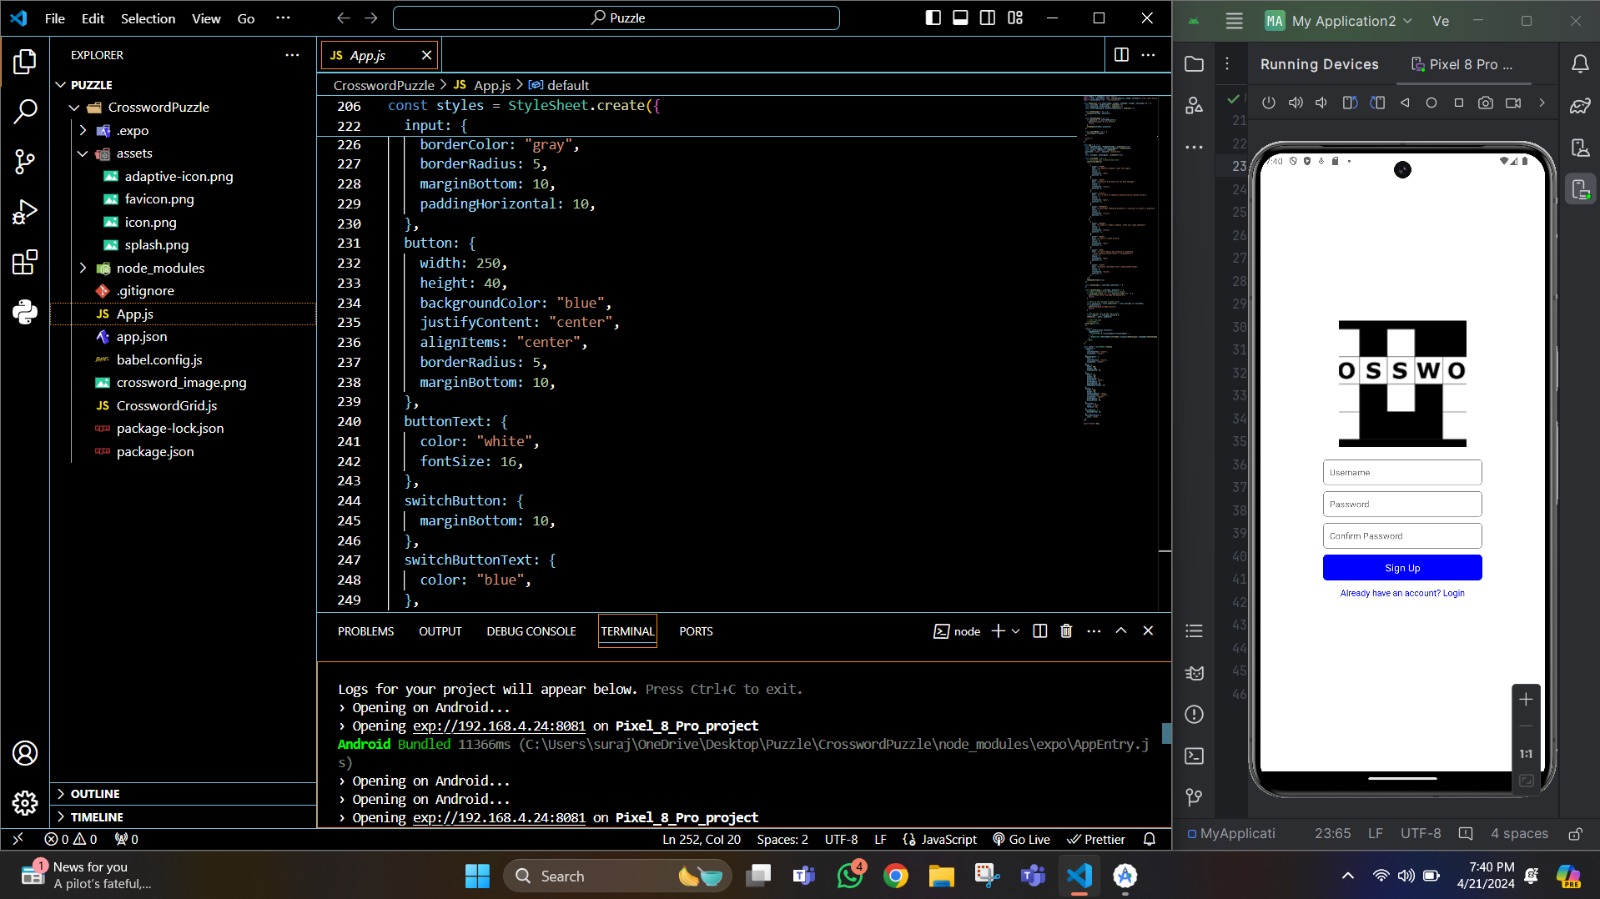 File Edit Selection View Go ... Puzzle
EXPLORER
PUZZLE
CrosswordPuzzle
.expo
assets
adaptive-icon.png
favicon.png
icon.png
splash.png
node_modules
.gitignore
JS App.js
app.json
babel.config.js
crossword_image.png
JS CrosswordGrid.js
package-lock.json
package.json
OUTLINE
TIMELINE
JS App.js
CrosswordPuzzle > JS App.js > default
206 const styles = StyleSheet.create({
222 input: {
226 borderColor: "gray",
227 borderRadius: 5,
228 marginBottom: 10,
229 paddingHorizontal: 10,
230 },
231 button: {
232 width: 250,
233 height: 40,
234 backgroundColor: "blue",
235 justifyContent: "center",
236 alignItems: "center",
237 borderRadius: 5,
238 marginBottom: 10,
239 },
240 buttonText: {
241 color: "white",
242 fontSize: 16,
243 },
244 switchButton: {
245 marginBottom: 10,
246 },
247 switchButtonText: {
248 color: "blue",
249 },
PROBLEMS OUTPUT DEBUG CONSOLE TERMINAL PORTS node
Logs for your project will appear below. Press Ctrl+C to exit.
› Opening on Android...
› Opening exp://192.168.4.24:8081 on Pixel_8_Pro_project
Android Bundled 11366ms (C:\Users\suraj\OneDrive\Desktop\Puzzle\CrosswordPuzzle\node_modules\expo\AppEntry.j
s)
› Opening on Android...
› Opening on Android...
› Opening exp://192.168.4.24:8081 on Pixel_8_Pro_project
0 0 0 Ln 252, Col 20 Spaces: 2 UTF-8 LF {} JavaScript Go Live Prettier
MA My Application2 Ve
Running Devices Pixel 8 Pro ...
21
22
23
24
25
26
27
28
29
30
31
32
33
34
35
36
37
38
39
40
41
42
43
44
45
46
:40
OSSWO
Username
Password
Confirm Password
Sign Up
Already have an account? Login
1:1
MyApplicati 23:65 LF UTF-8 4 spaces
1 News for you
A pilot's fateful,...
Search
4
7:40 PM
4/21/2024
PRE